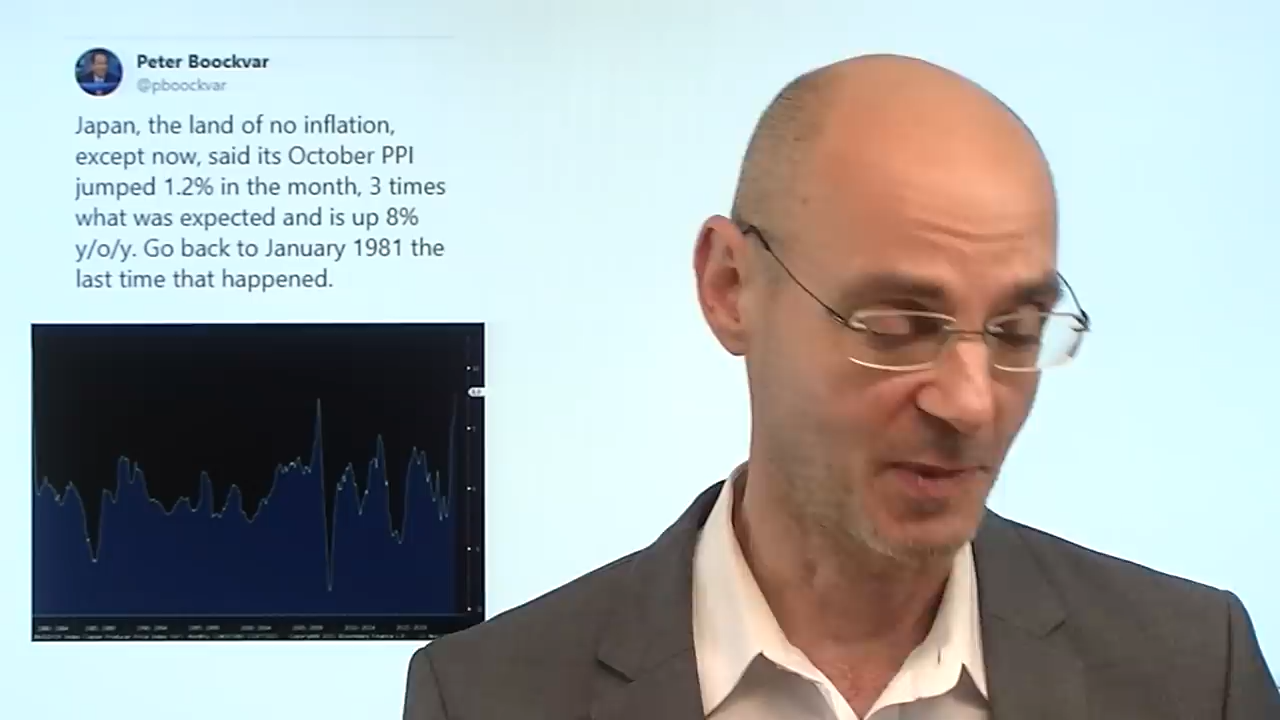 Peter Boockvar
@pboockvar
Japan, the land of no inflation,
except now, said its October PPI
jumped 1.2% in the month, 3 times
what was expected and is up 8%
y/o/y. Go back to January 1981 the
last time that happened.